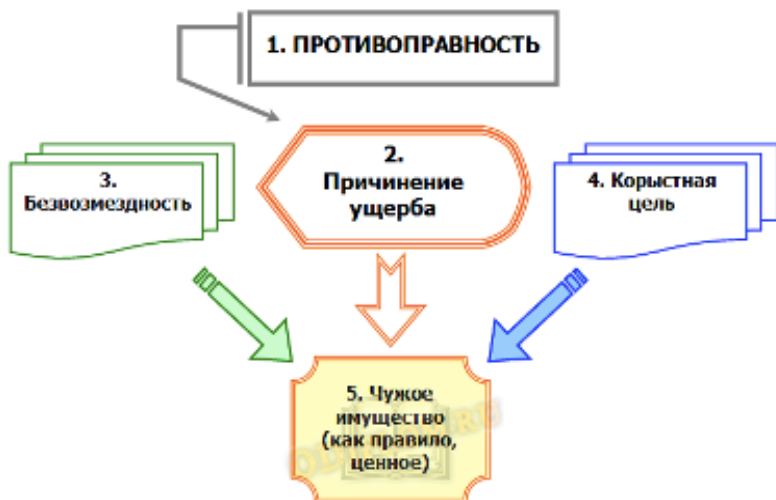 1. ПРОТИВОПРАВНОСТЬ
2.
Причинение
ущерба
3.
Безвозмездность
4. Корыстная
цель
5. Чужое
имущество
(как правило,
ценное)